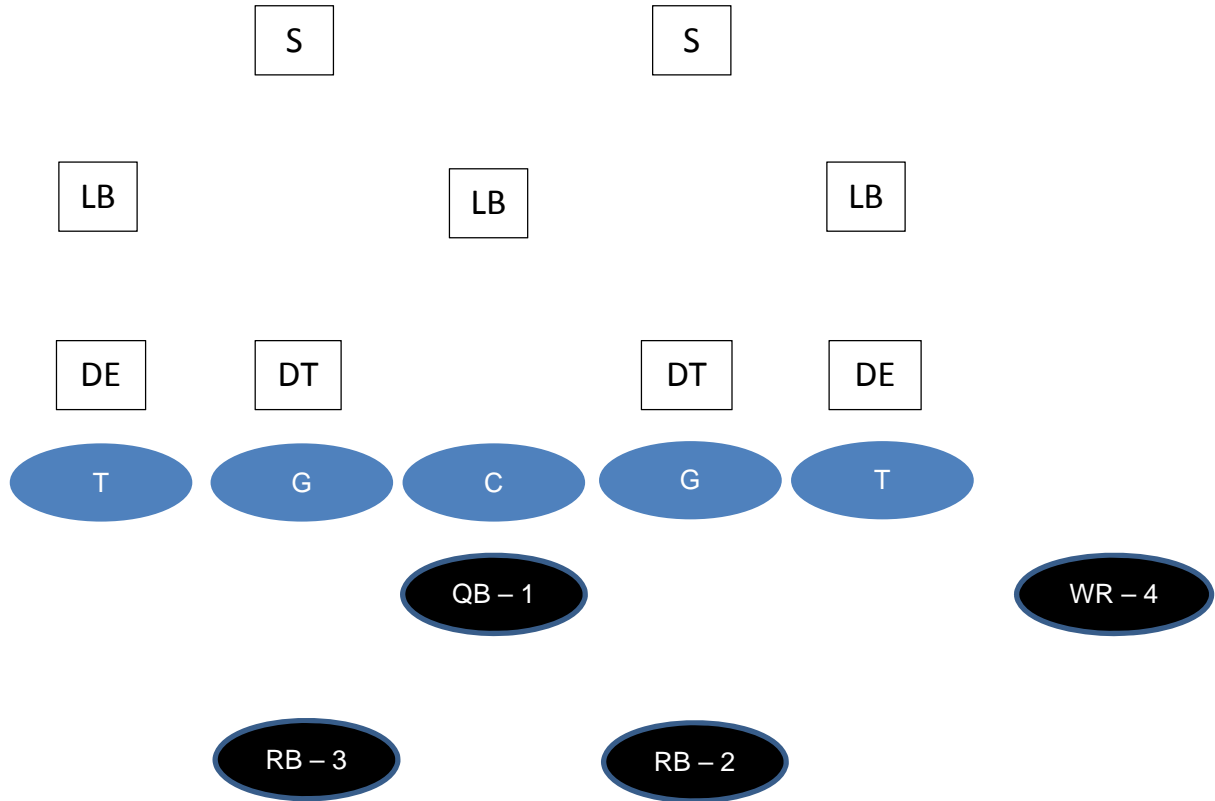 S S
LB LB LB
DE DT DT DE
T G C G T
QB – 1 WR – 4
RB – 3 RB – 2